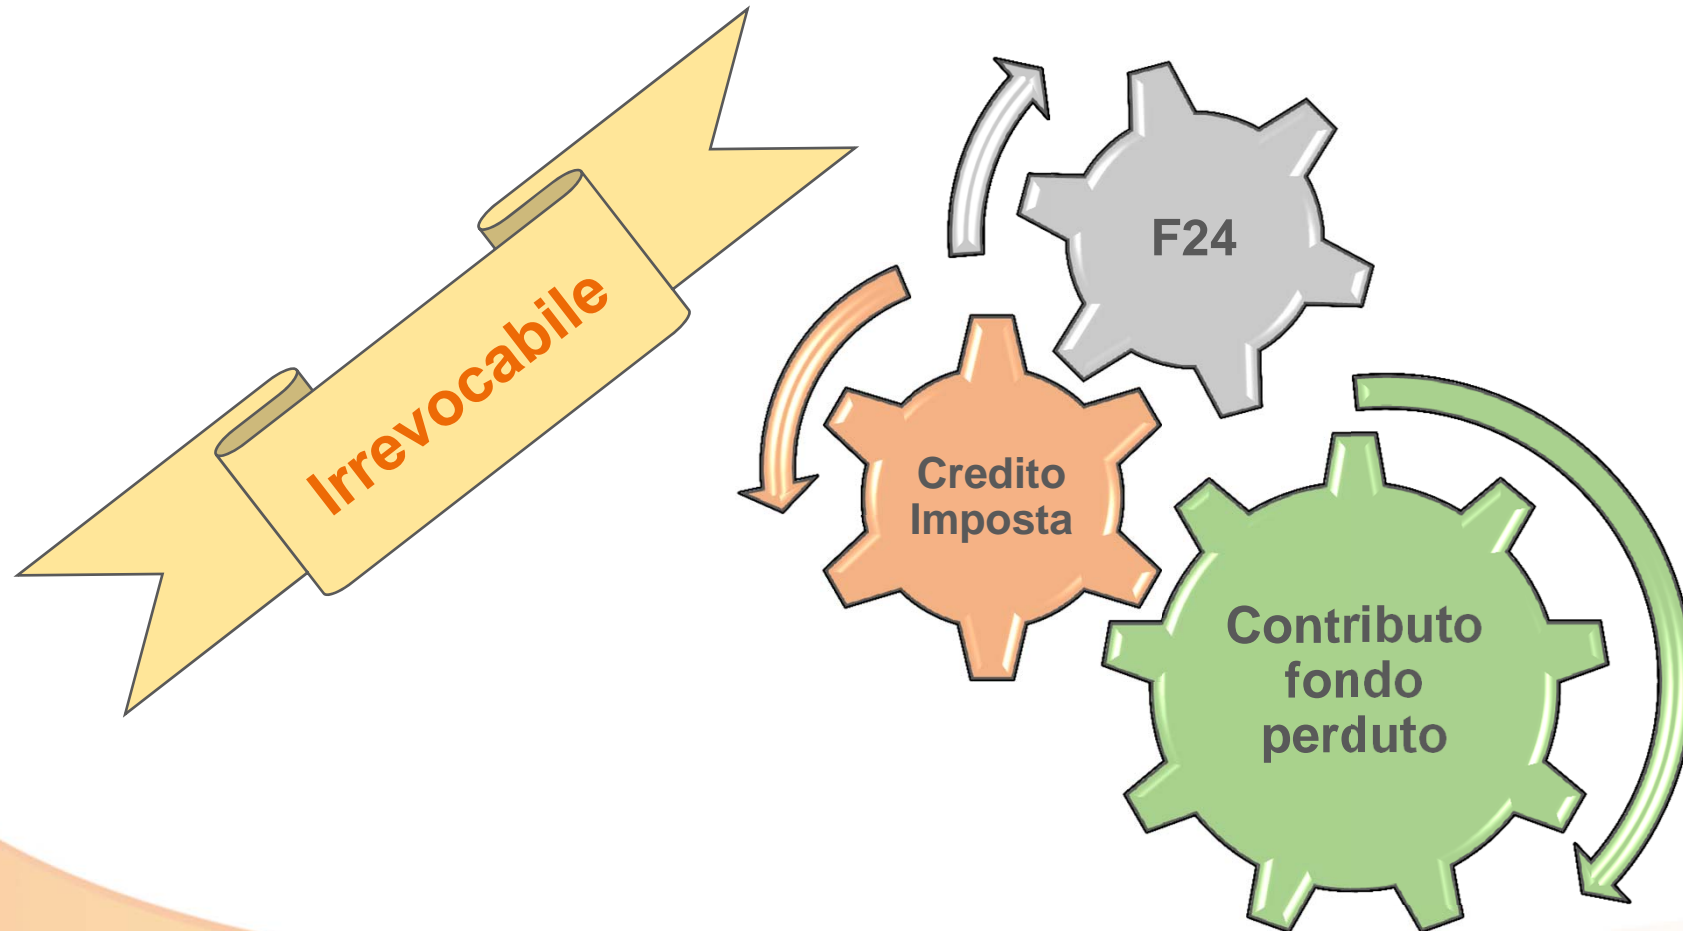 Irrevocabile
F24
Credito
Imposta
Contributo
fondo
perduto